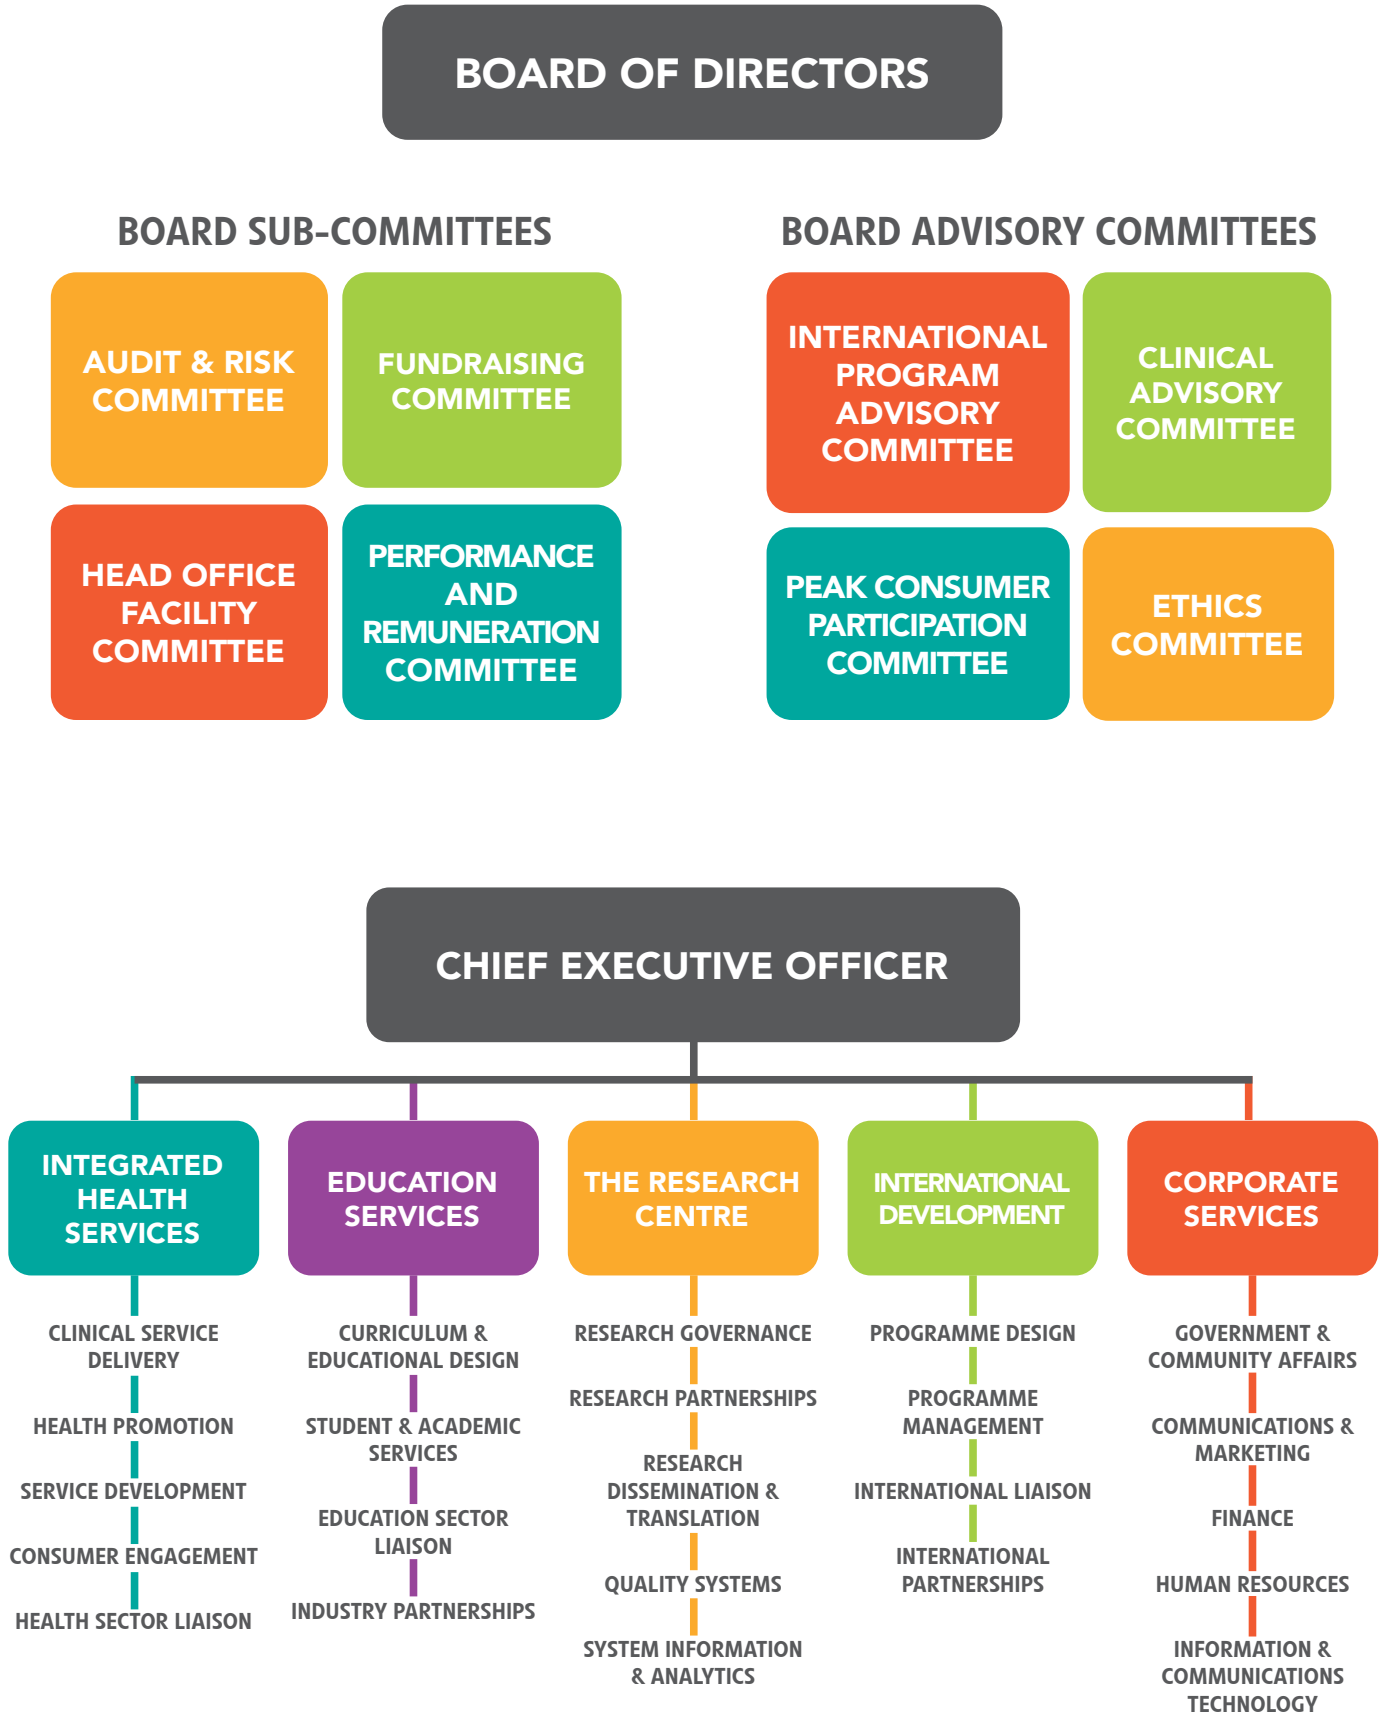 BOARD OF DIRECTORS
BOARD SUB-COMMITTEES
AUDIT & RISK
COMMITTEE
FUNDRAISING
COMMITTEE
HEAD OFFICE
FACILITY
COMMITTEE
PERFORMANCE
AND
REMUNERATION
COMMITTEE
BOARD ADVISORY COMMITTEES
INTERNATIONAL
PROGRAM
ADVISORY
COMMITTEE
CLINICAL
ADVISORY
COMMITTEE
PEAK CONSUMER
PARTICIPATION
COMMITTEE
ETHICS
COMMITTEE
CHIEF EXECUTIVE OFFICER
INTEGRATED
HEALTH
SERVICES
CLINICAL SERVICE
DELIVERY
HEALTH PROMOTION
SERVICE DEVELOPMENT
CONSUMER ENGAGEMENT
HEALTH SECTOR LIAISON
EDUCATION
SERVICES
CURRICULUM &
EDUCATIONAL DESIGN
STUDENT & ACADEMIC
SERVICES
EDUCATION SECTOR
LIAISON
INDUSTRY PARTNERSHIPS
THE RESEARCH
CENTRE
RESEARCH GOVERNANCE
RESEARCH PARTNERSHIPS
RESEARCH
DISSEMINATION &
TRANSLATION
QUALITY SYSTEMS
SYSTEM INFORMATION
& ANALYTICS
INTERNATIONAL
DEVELOPMENT
PROGRAMME DESIGN
PROGRAMME
MANAGEMENT
INTERNATIONAL LIAISON
INTERNATIONAL
PARTNERSHIPS
CORPORATE
SERVICES
GOVERNMENT &
COMMUNITY AFFAIRS
COMMUNICATIONS &
MARKETING
FINANCE
HUMAN RESOURCES
INFORMATION &
COMMUNICATIONS
TECHNOLOGY